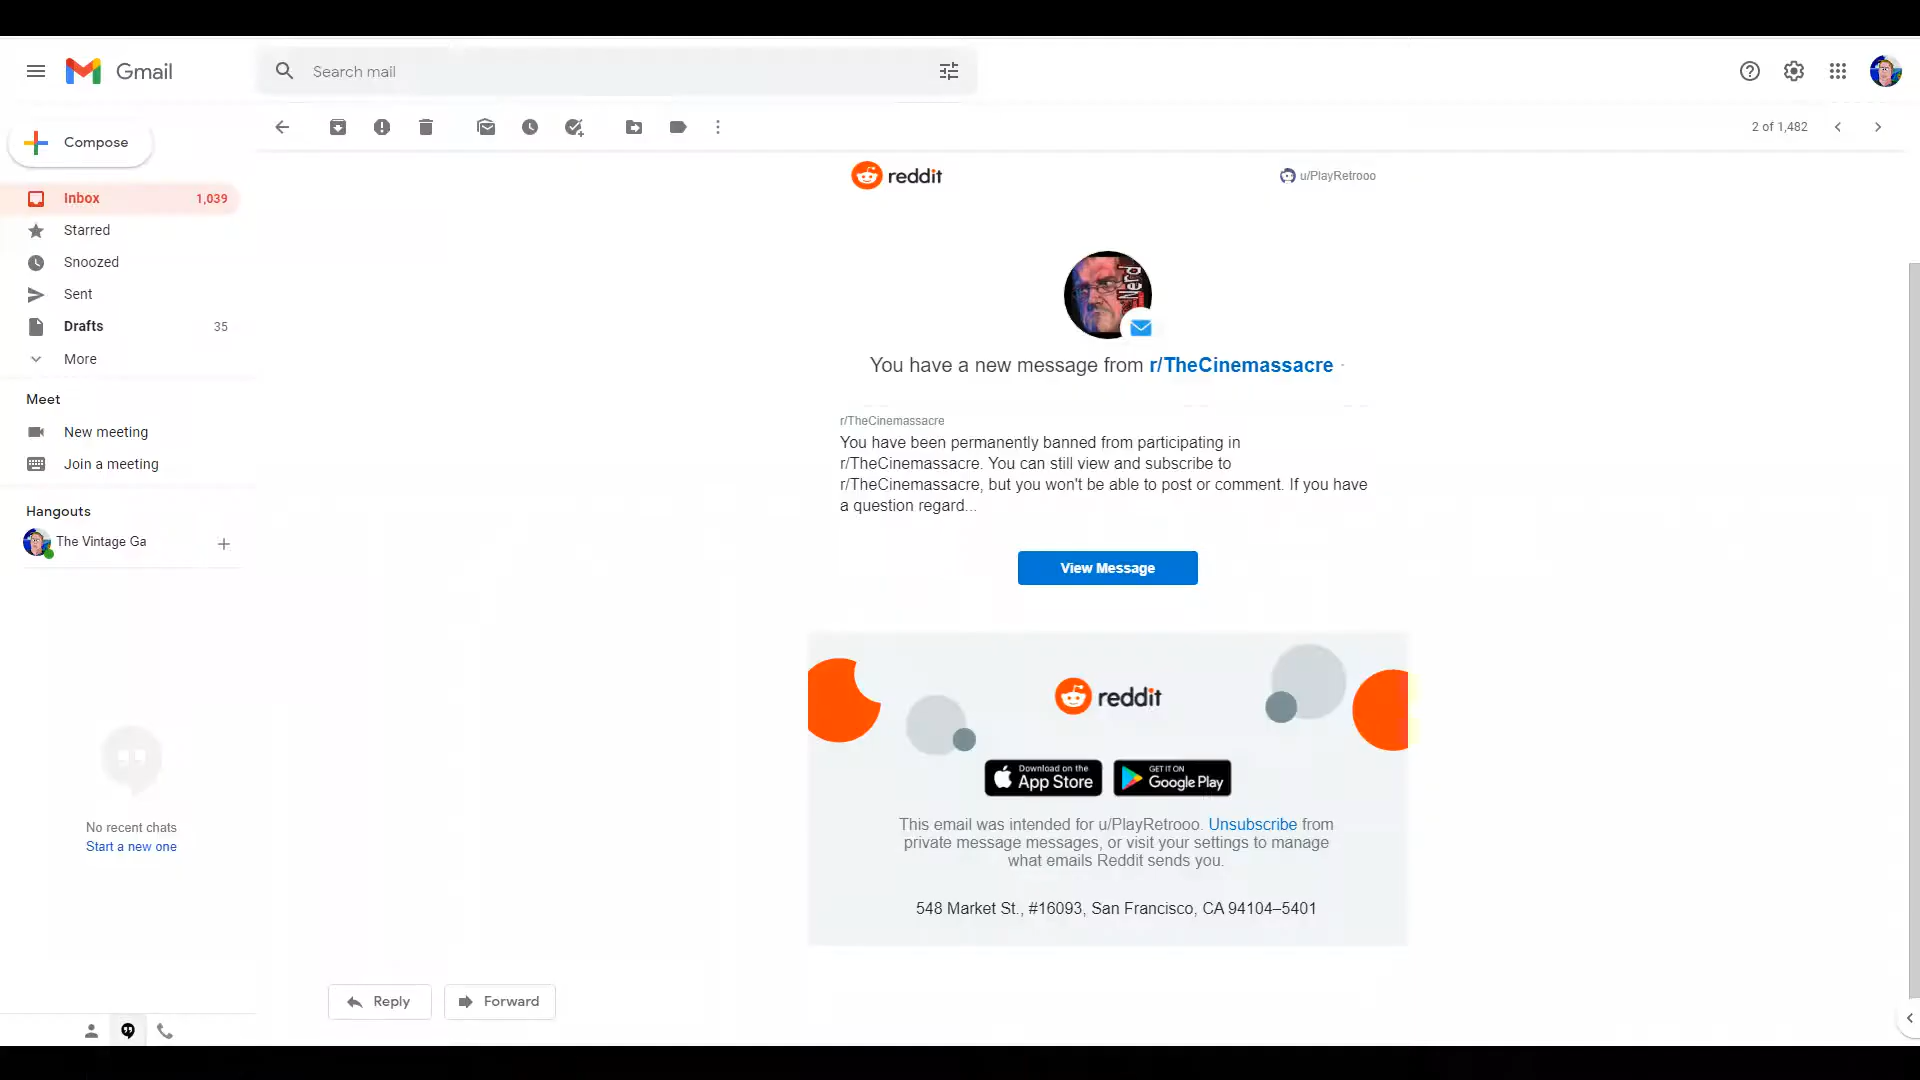 Gmail
Search mail
Compose
2 of 1,482
Inbox 1,039
Starred
Snoozed
Sent
Drafts 35
More
Meet
New meeting
Join a meeting
Hangouts
The Vintage Ga
No recent chats
Start a new one
reddit
u/PlayRetrooo
Nerd
You have a new message from r/TheCinemassacre
r/TheCinemassacre
You have been permanently banned from participating in
r/TheCinemassacre. You can still view and subscribe to
r/TheCinemassacre, but you won't be able to post or comment. If you have
a question regard...
View Message
reddit
Download on the
App Store
GET IT ON
Google Play
This email was intended for u/PlayRetrooo. Unsubscribe from
private message messages, or visit your settings to manage
what emails Reddit sends you.
548 Market St., #16093, San Francisco, CA 94104–5401
Reply
Forward